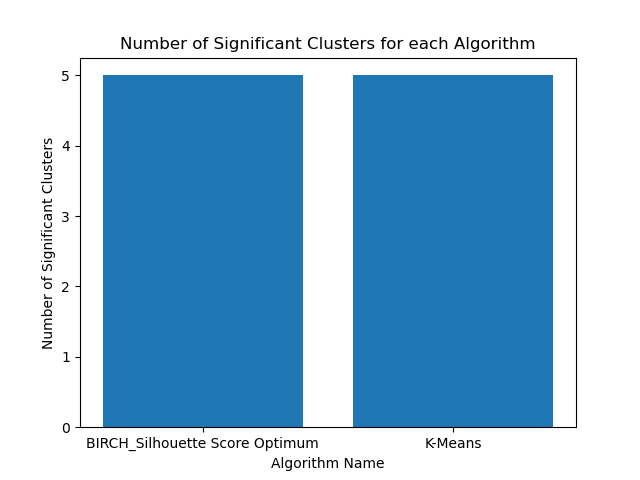 Number of Significant Clusters for each Algorithm
5
4
3
2
1
0
Number of Significant Clusters
BIRCH_Silhouette Score Optimum
K-Means
Algorithm Name